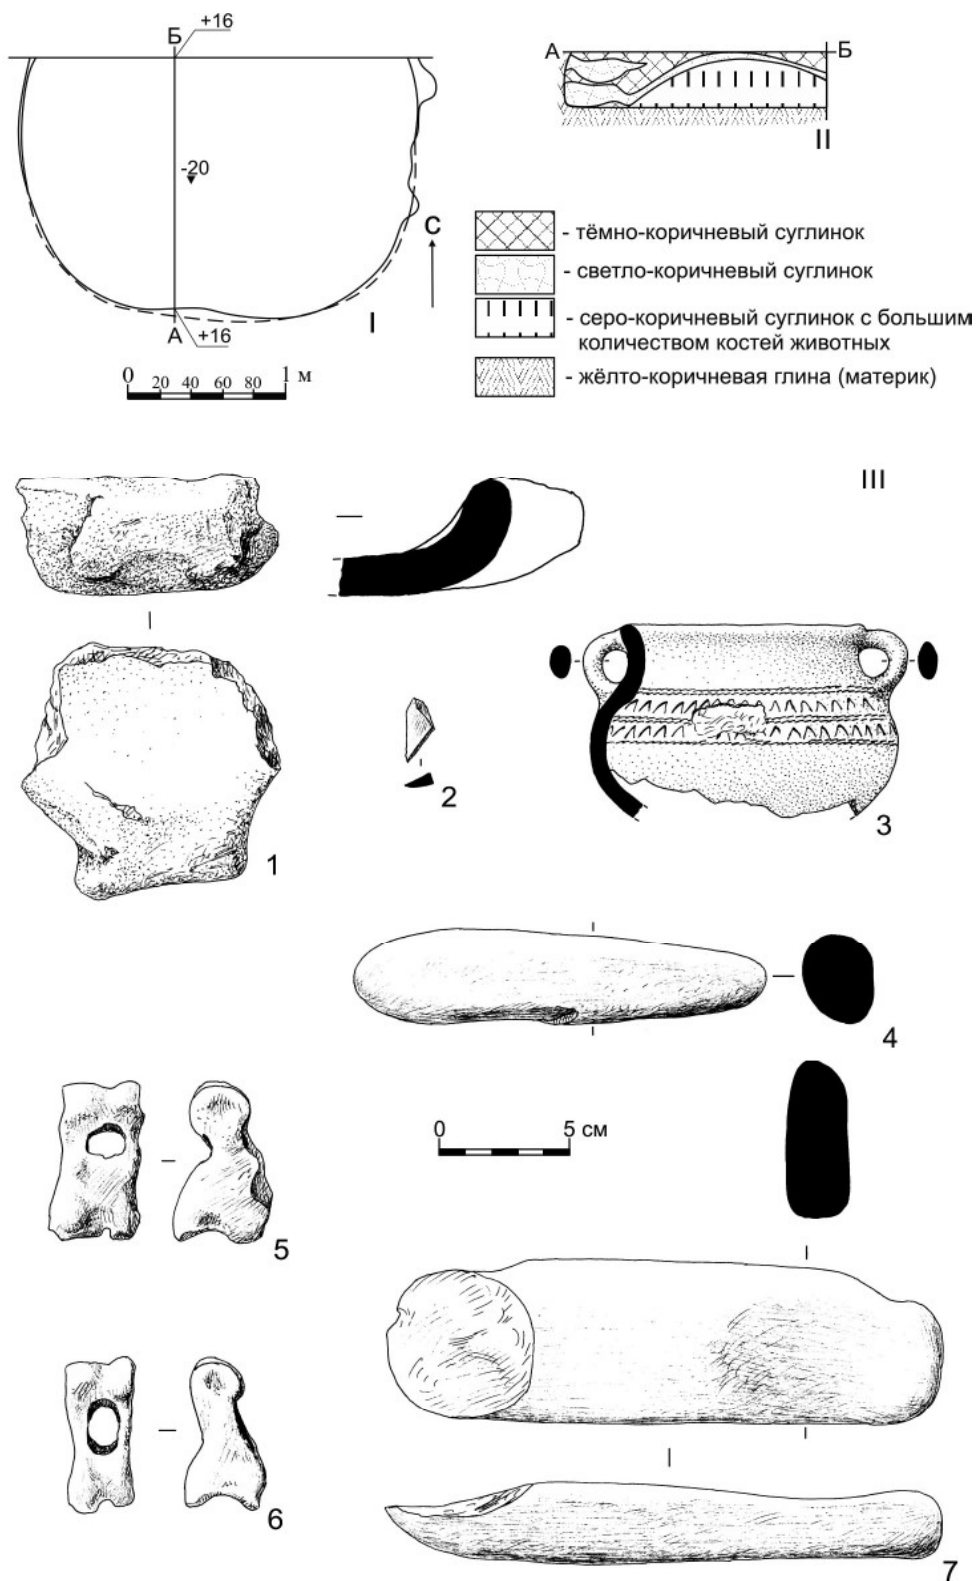 Б
+16
-20
С
А
+16
I
0 20 40 60 80 1 м
А
Б
II
- тёмно-коричневый суглинок
- светло-коричневый суглинок
- серо-коричневый суглинок с большим
количеством костей животных
- жёлто-коричневая глина (материк)
III
1
2
3
4
0 5 см
5
6
7